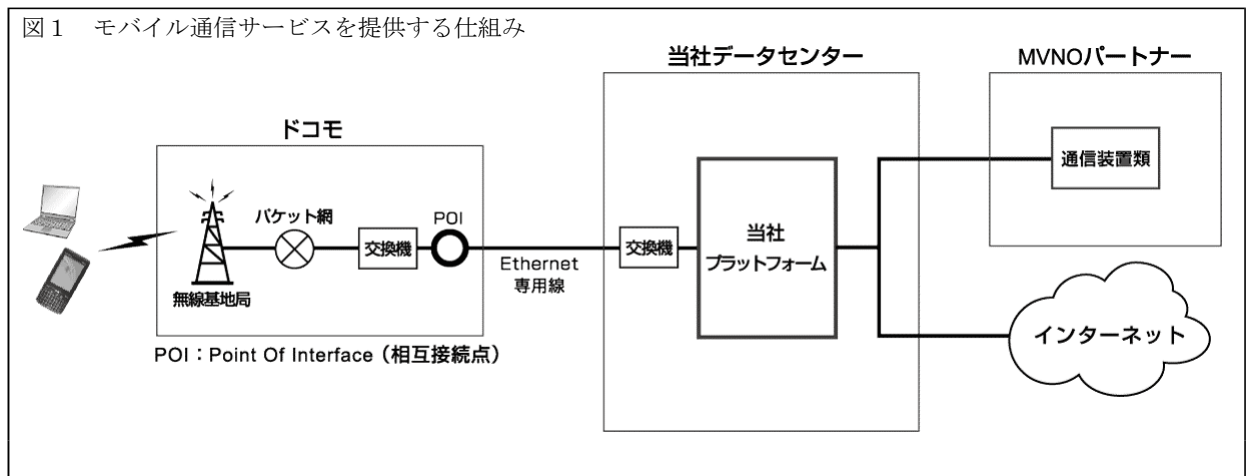 図１　モバイル通信サービスを提供する仕組み
当社データセンター
MVNOパートナー
ドコモ
通信装置類
パケット網
POI
交換機
交換機
当社
プラットフォーム
Ethernet
専用線
無線基地局
インターネット
POI：Point Of Interface（相互接続点）